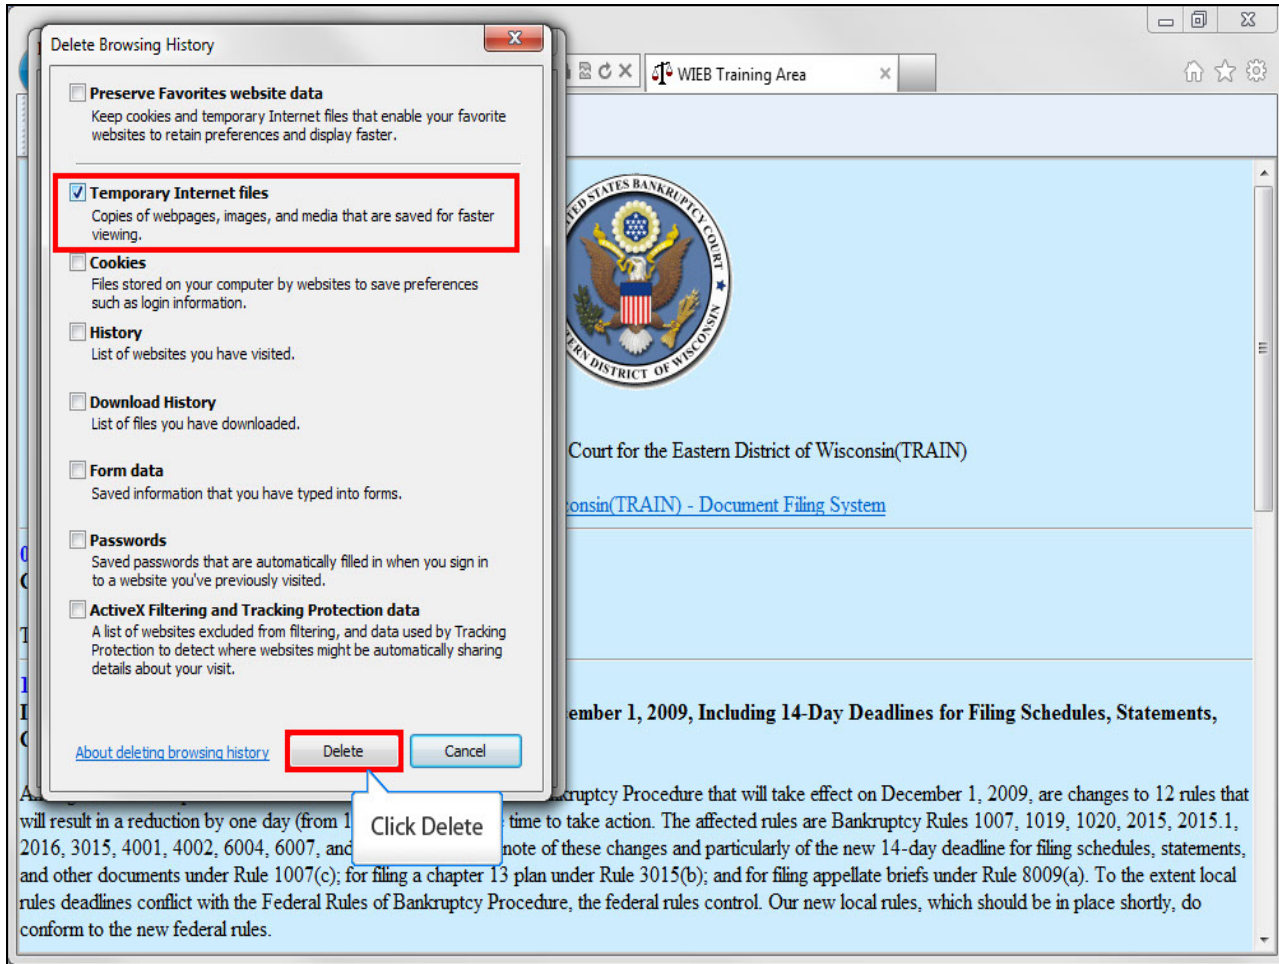 Delete Browsing History
WIEB Training Area
Preserve Favorites website data
Keep cookies and temporary Internet files that enable your favorite
websites to retain preferences and display faster.
Temporary Internet files
Copies of webpages, images, and media that are saved for faster
viewing.
Cookies
Files stored on your computer by websites to save preferences
such as login information.
History
List of websites you have visited.
Download History
List of files you have downloaded.
Form data
Saved information that you have typed into forms.
Passwords
Saved passwords that are automatically filled in when you sign in
to a website you've previously visited.
ActiveX Filtering and Tracking Protection data
A list of websites excluded from filtering, and data used by Tracking
Protection to detect where websites might be automatically sharing
details about your visit.
About deleting browsing history Delete Cancel
Click Delete
STATES BANKRUPTCY COURT
DISTRICT OF WISCONSIN
Court for the Eastern District of Wisconsin(TRAIN)
consin(TRAIN) - Document Filing System
ember 1, 2009, Including 14-Day Deadlines for Filing Schedules, Statements,
kruptcy Procedure that will take effect on December 1, 2009, are changes to 12 rules that
will result in a reduction by one day (from 1 time to take action. The affected rules are Bankruptcy Rules 1007, 1019, 1020, 2015, 2015.1,
2016, 3015, 4001, 4002, 6004, 6007, and note of these changes and particularly of the new 14-day deadline for filing schedules, statements,
and other documents under Rule 1007(c); for filing a chapter 13 plan under Rule 3015(b); and for filing appellate briefs under Rule 8009(a). To the extent local
rules deadlines conflict with the Federal Rules of Bankruptcy Procedure, the federal rules control. Our new local rules, which should be in place shortly, do
conform to the new federal rules.